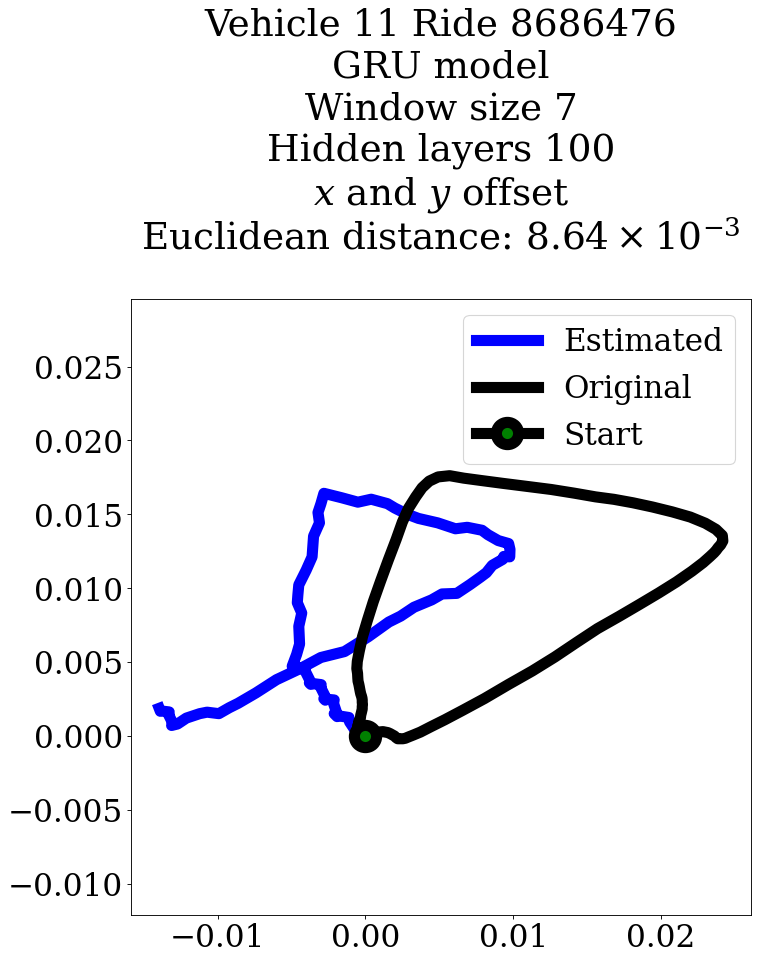 Vehicle 11 Ride 8686476
GRU model
Window size 7
Hidden layers 100
x and y offset
Euclidean distance: 8.64 × 10⁻³
Estimated
Original
Start
0.025
0.020
0.015
0.010
0.005
0.000
−0.005
−0.010
−0.01 0.00 0.01 0.02